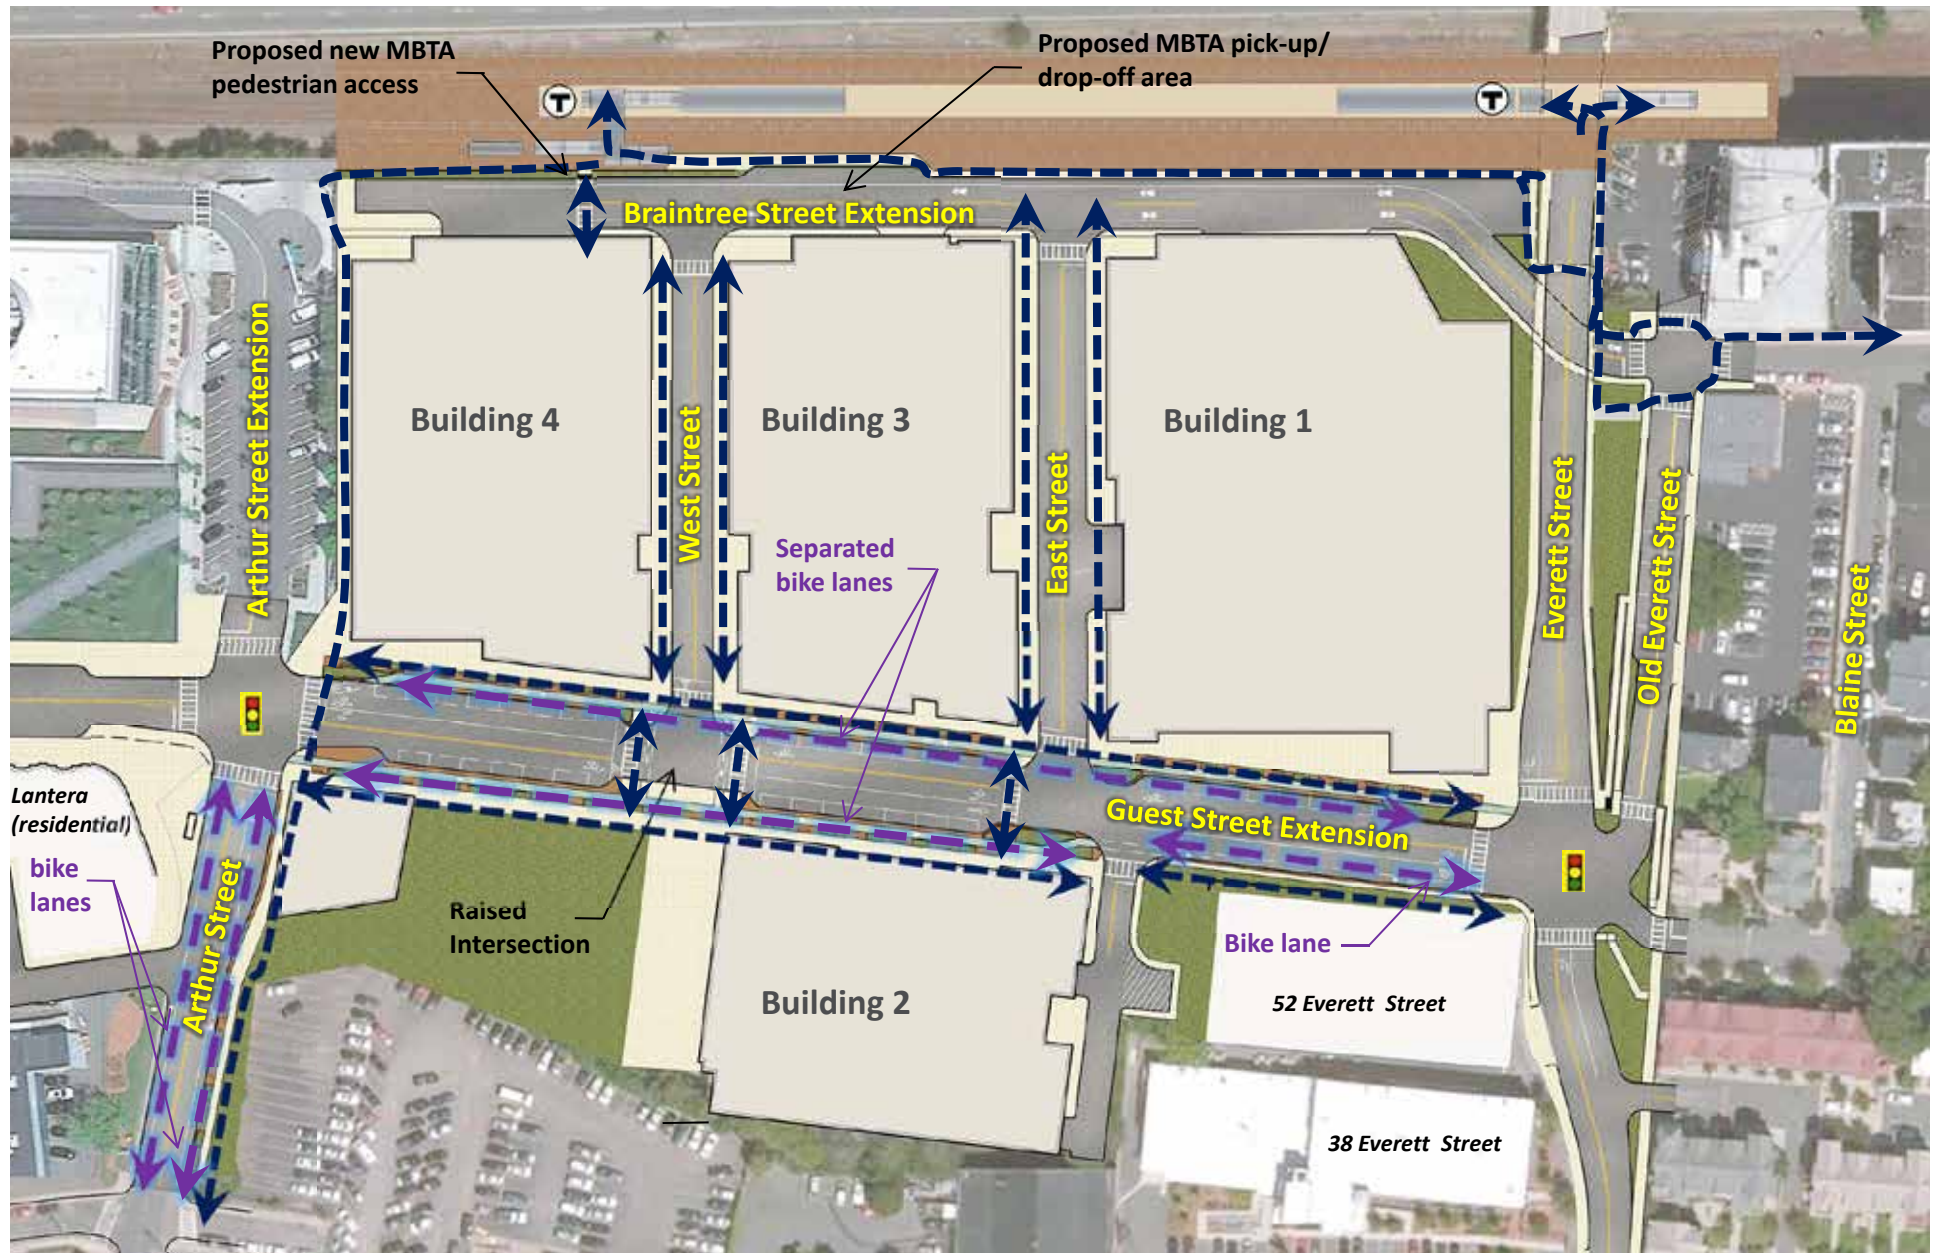 Proposed new MBTA
pedestrian access
Proposed MBTA pick-up/
drop-off area
T
T
Braintree Street Extension
Arthur Street Extension
Building 4
Building 3
Building 1
West Street
East Street
Separated
bike lanes
Everett Street
Old Everett Street
Blaine Street
Lantera
(residential)
bike
lanes
Arthur Street
Guest Street Extension
Raised
Intersection
Building 2
Bike lane
52 Everett Street
38 Everett Street